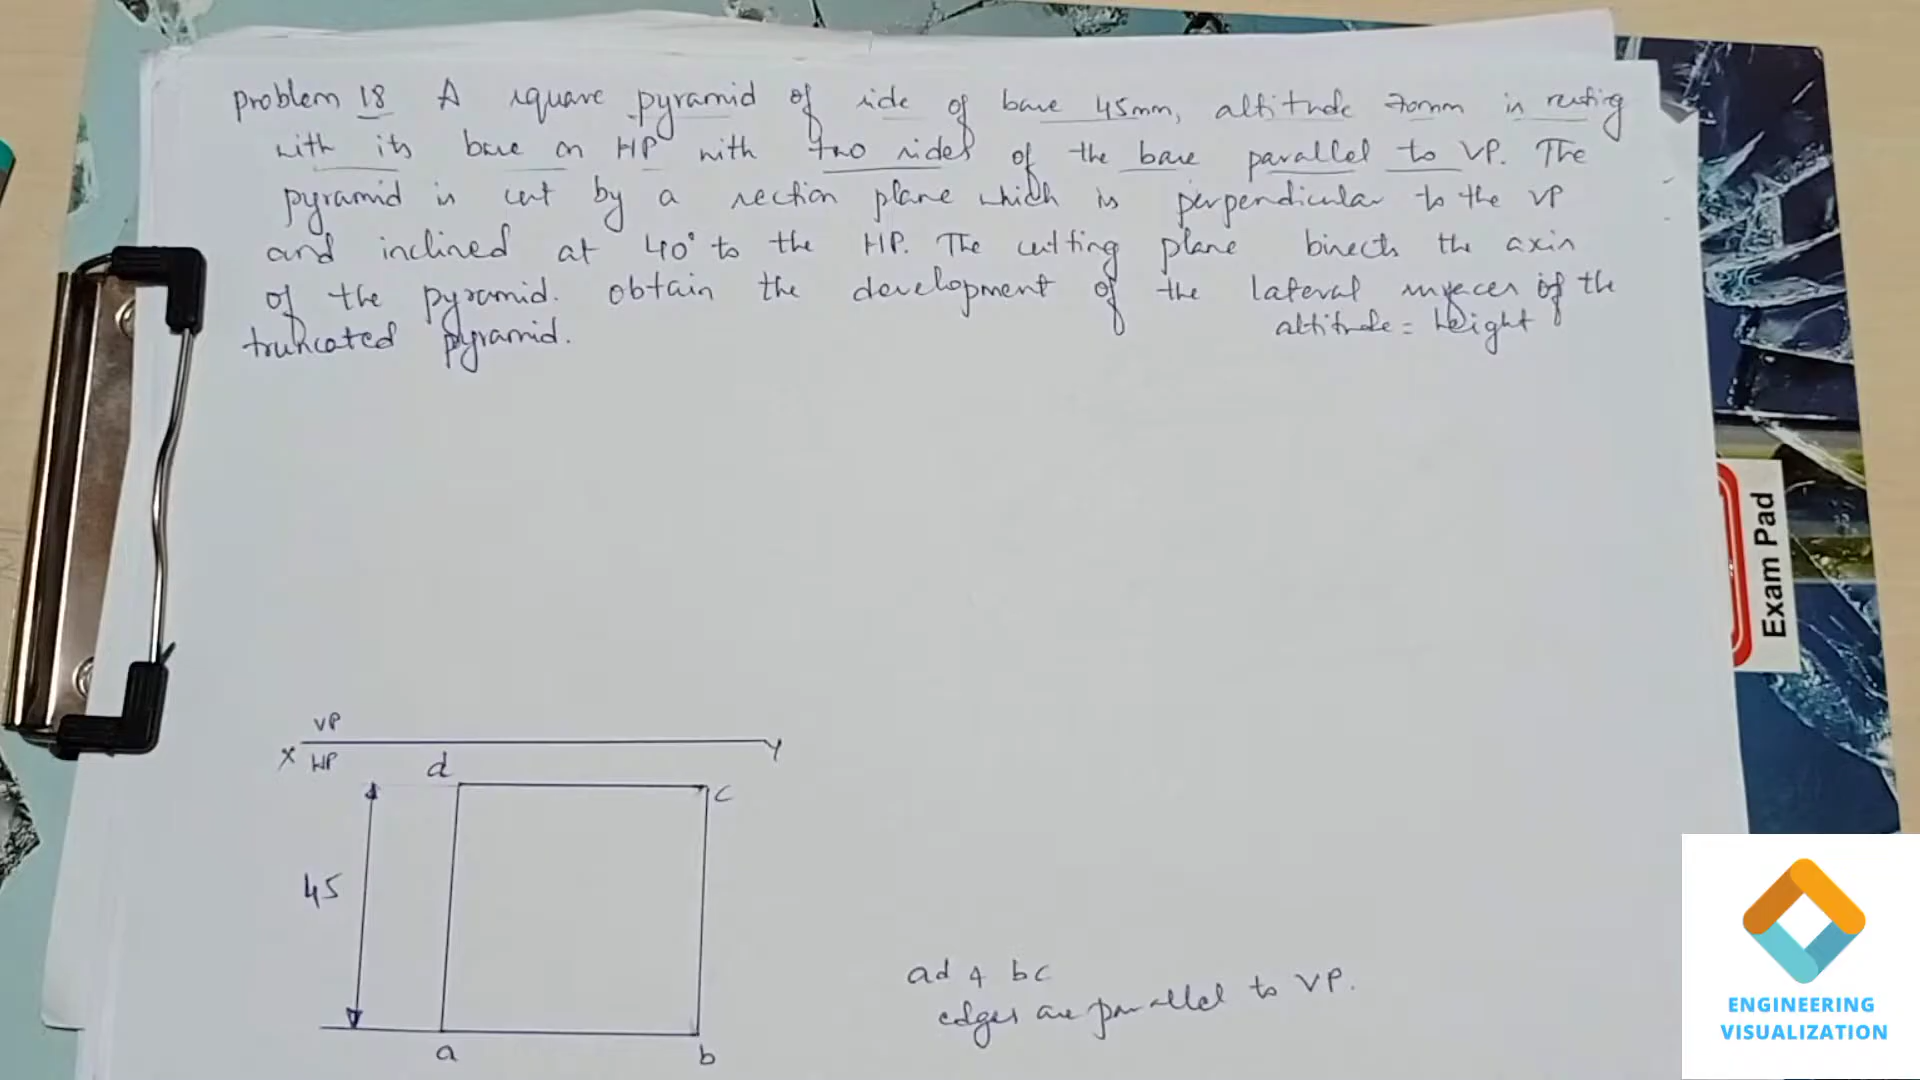 problem 18 A square pyramid of side of base 45mm, altitude 70mm is resting
with its base on HP with two sides of the base parallel to VP. The
pyramid is cut by a section plane which is perpendicular to the VP
and inclined at 40° to the HP. The cutting plane bisects the axis
of the pyramid. obtain the development of the lateral surfaces of the
truncated pyramid.
altitude = height
VP
X
Y
HP
d
c
45
a
b
ad & bc
edges are parallel to VP.
Exam Pad
ENGINEERING
VISUALIZATION